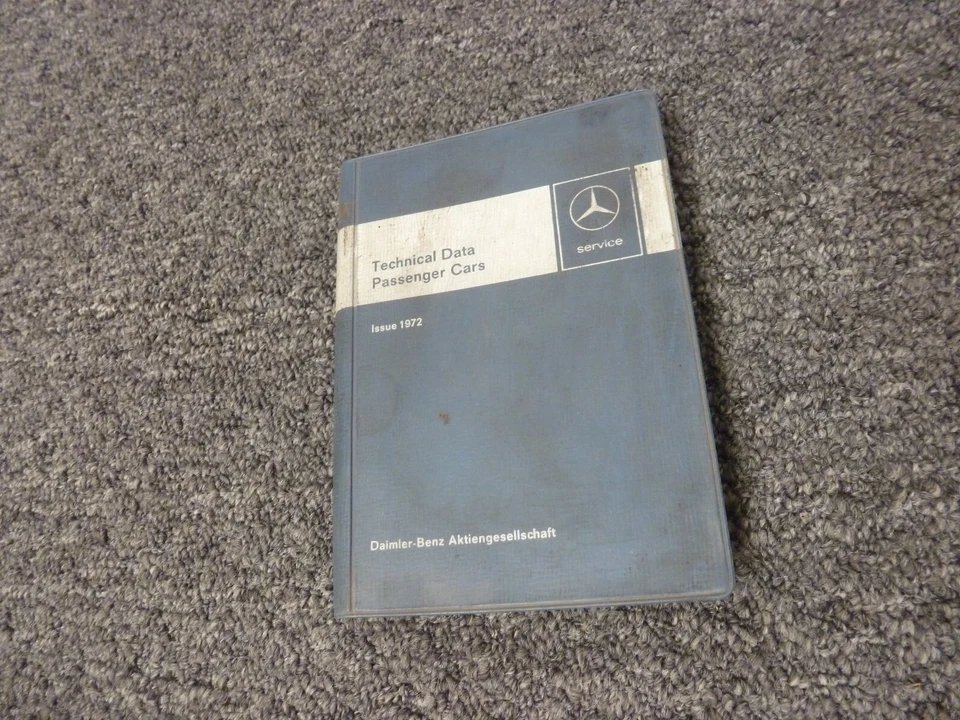 Technical Data
Passenger Cars
service
Issue 1972
Daimler-Benz Aktiengesellschaft